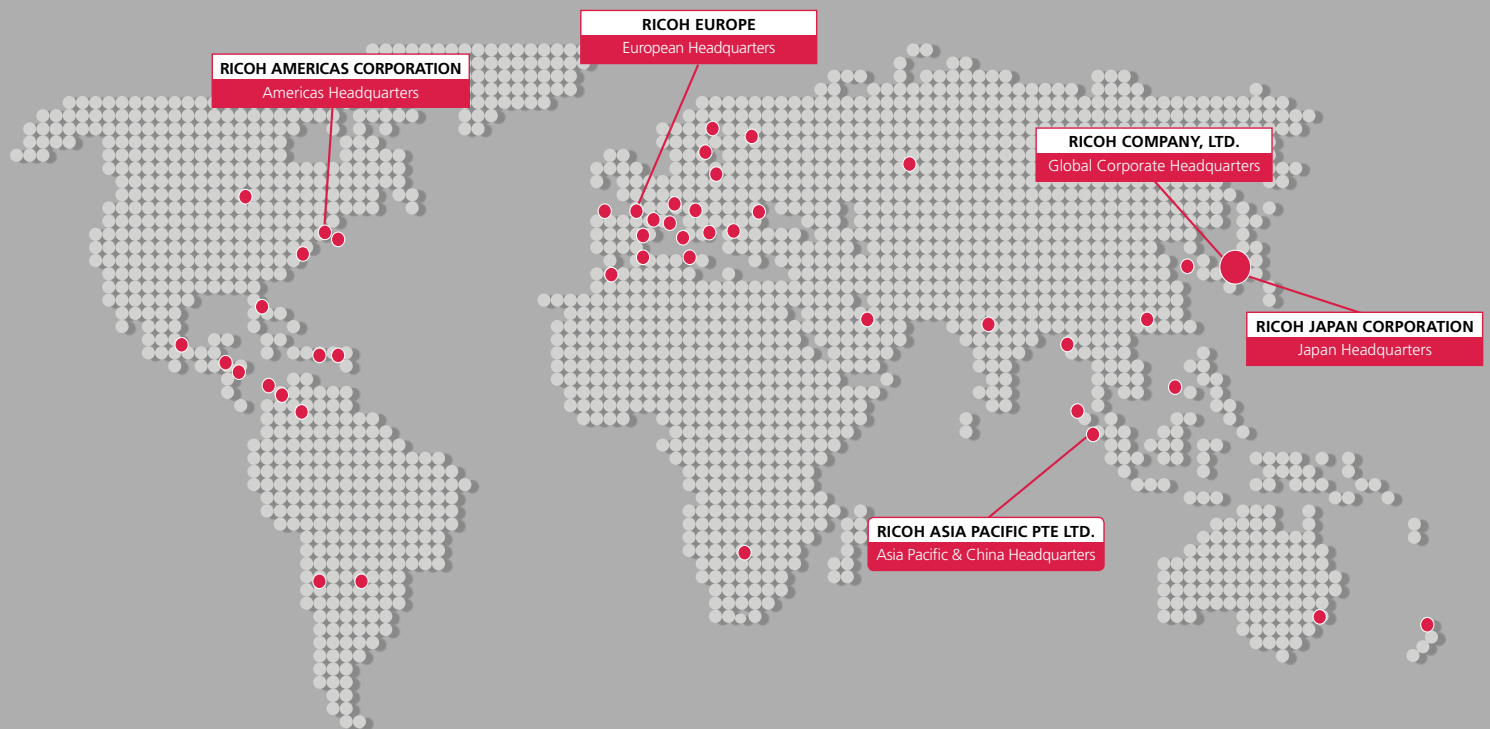 RICOH EUROPE
European Headquarters
RICOH AMERICAS CORPORATION
Americas Headquarters
RICOH COMPANY, LTD.
Global Corporate Headquarters
RICOH JAPAN CORPORATION
Japan Headquarters
RICOH ASIA PACIFIC PTE LTD.
Asia Pacific & China Headquarters